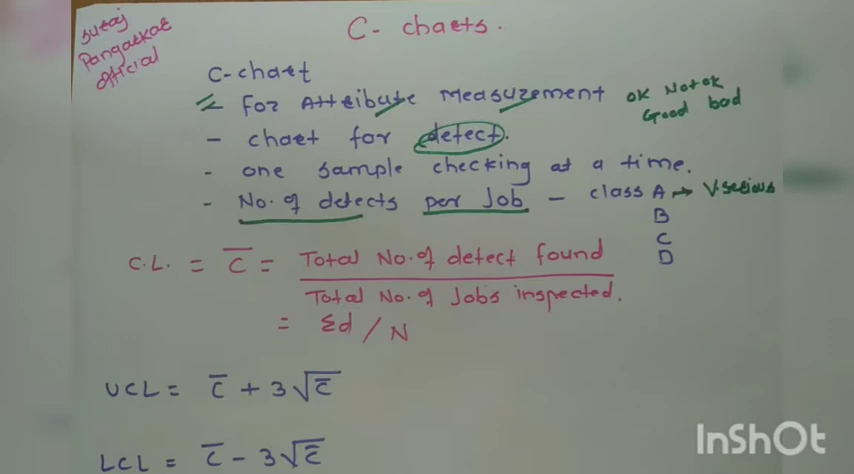 Suraj
Pangarkar
official
C- charts.
C-chart
- For Attribute Measurement
OK Not ok
Good bad
- chart for defect.
- one sample checking at a time.
- No. of defects per Job - class A → V. serious
B
C
D
C.L. = C̅ = Total No. of defect found
Total No. of Jobs inspected.
= Σd / N
UCL = C̅ + 3√C̅
LCL = C̅ - 3√C̅
InShOt